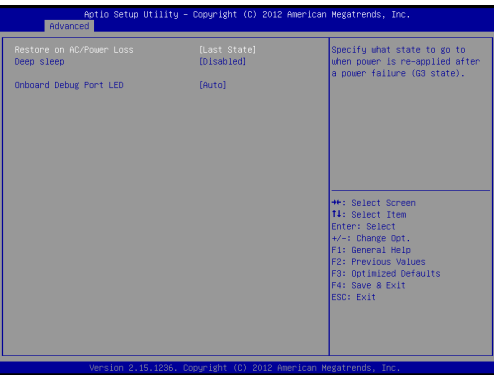 Aptio Setup Utility – Copyright (C) 2012 American Megatrends, Inc.
Advanced
Restore on AC/Power Loss [Last State]
Deep sleep [Disabled]
Onboard Debug Port LED [Auto]
Specify what state to go to
when power is re-applied after
a power failure (G3 state).
→←: Select Screen
↑↓: Select Item
Enter: Select
+/-: Change Opt.
F1: General Help
F2: Previous Values
F3: Optimized Defaults
F4: Save & Exit
ESC: Exit
Version 2.15.1236. Copyright (C) 2012 American Megatrends, Inc.